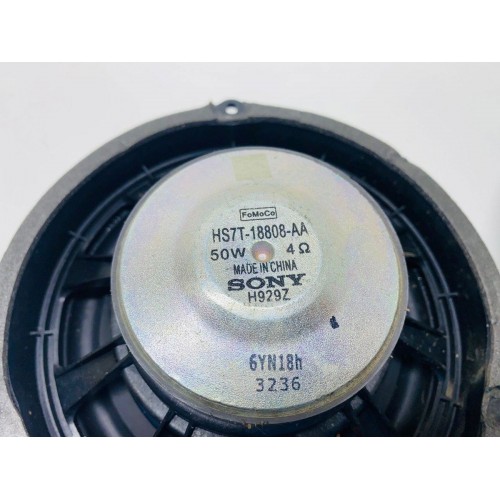 FoMoCo
HS7T-18808-AA
50W 4Ω
MADE IN CHINA
SONY
H929Z
6YN18h
3236